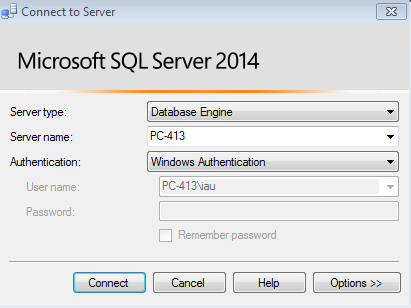 Connect to Server
Microsoft SQL Server 2014
Server type: Database Engine
Server name: PC-413
Authentication: Windows Authentication
User name: PC-413\iau
Password:
Remember password
Connect Cancel Help Options >>